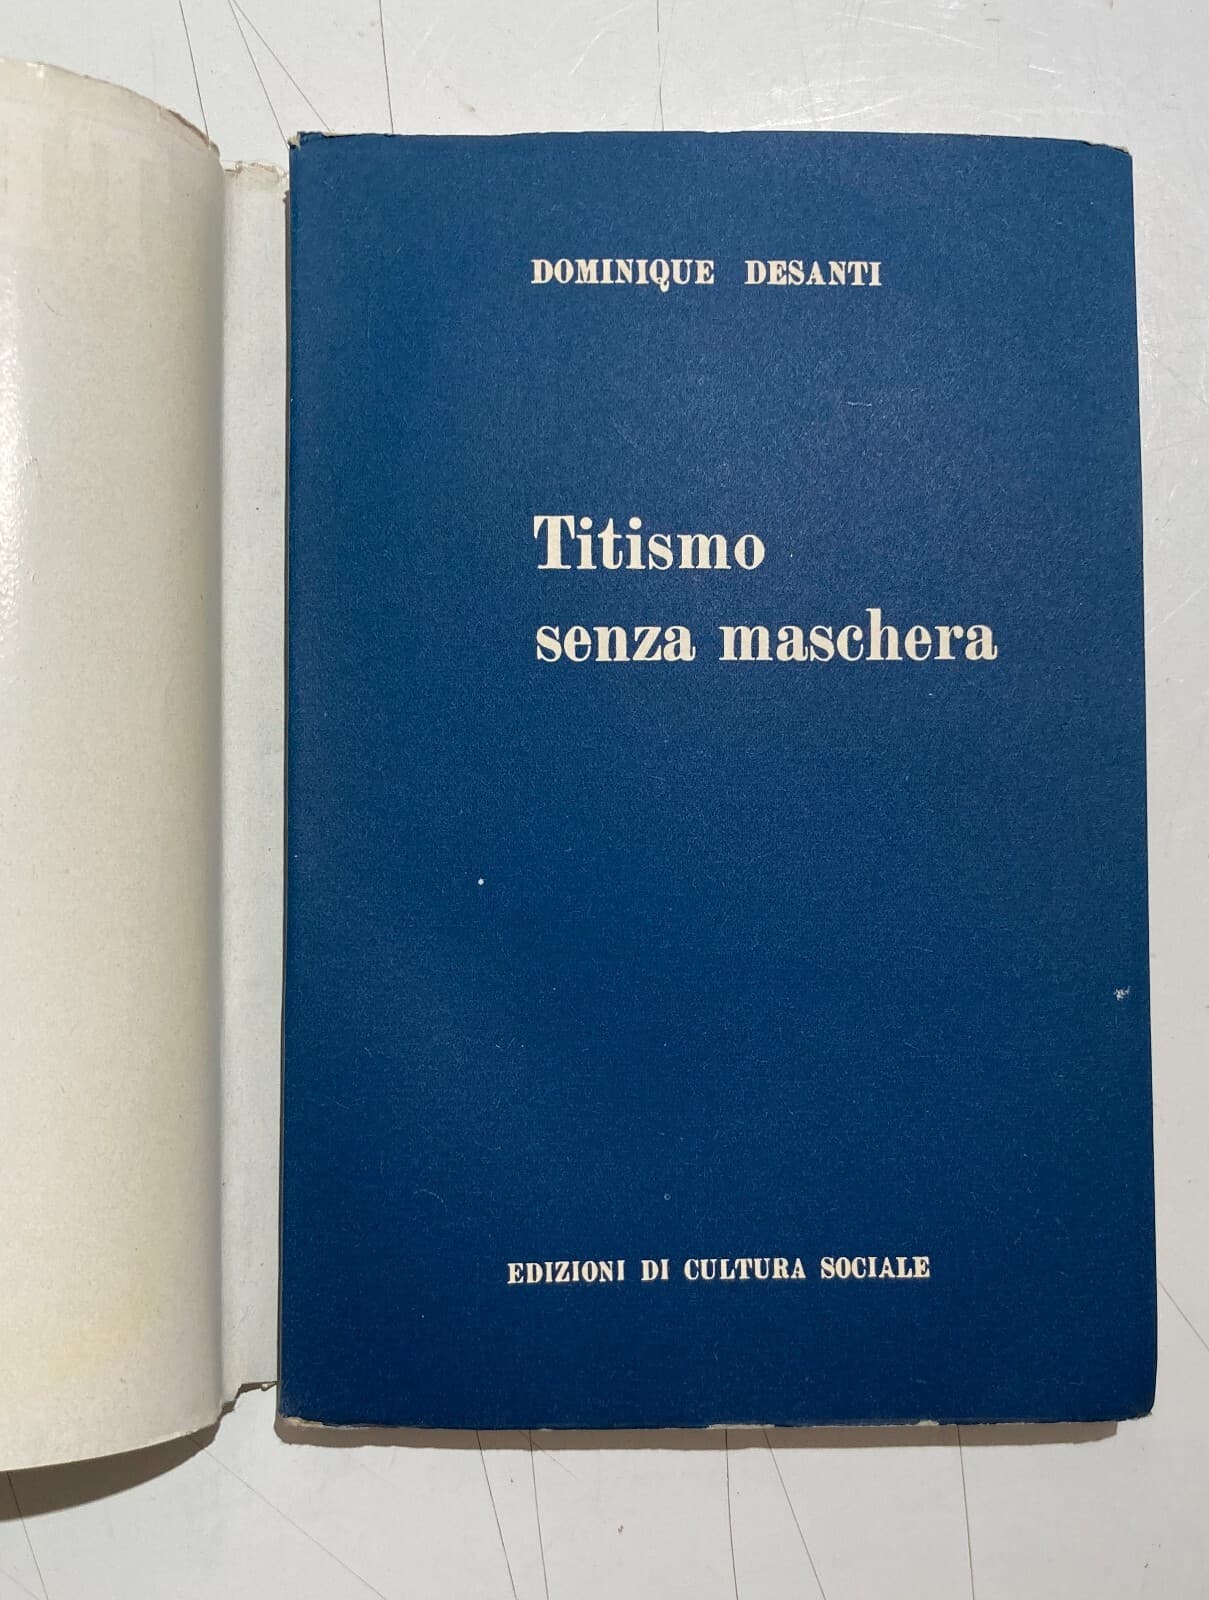 DOMINIQUE DESANTI
Titismo
senza maschera
EDIZIONI DI CULTURA SOCIALE